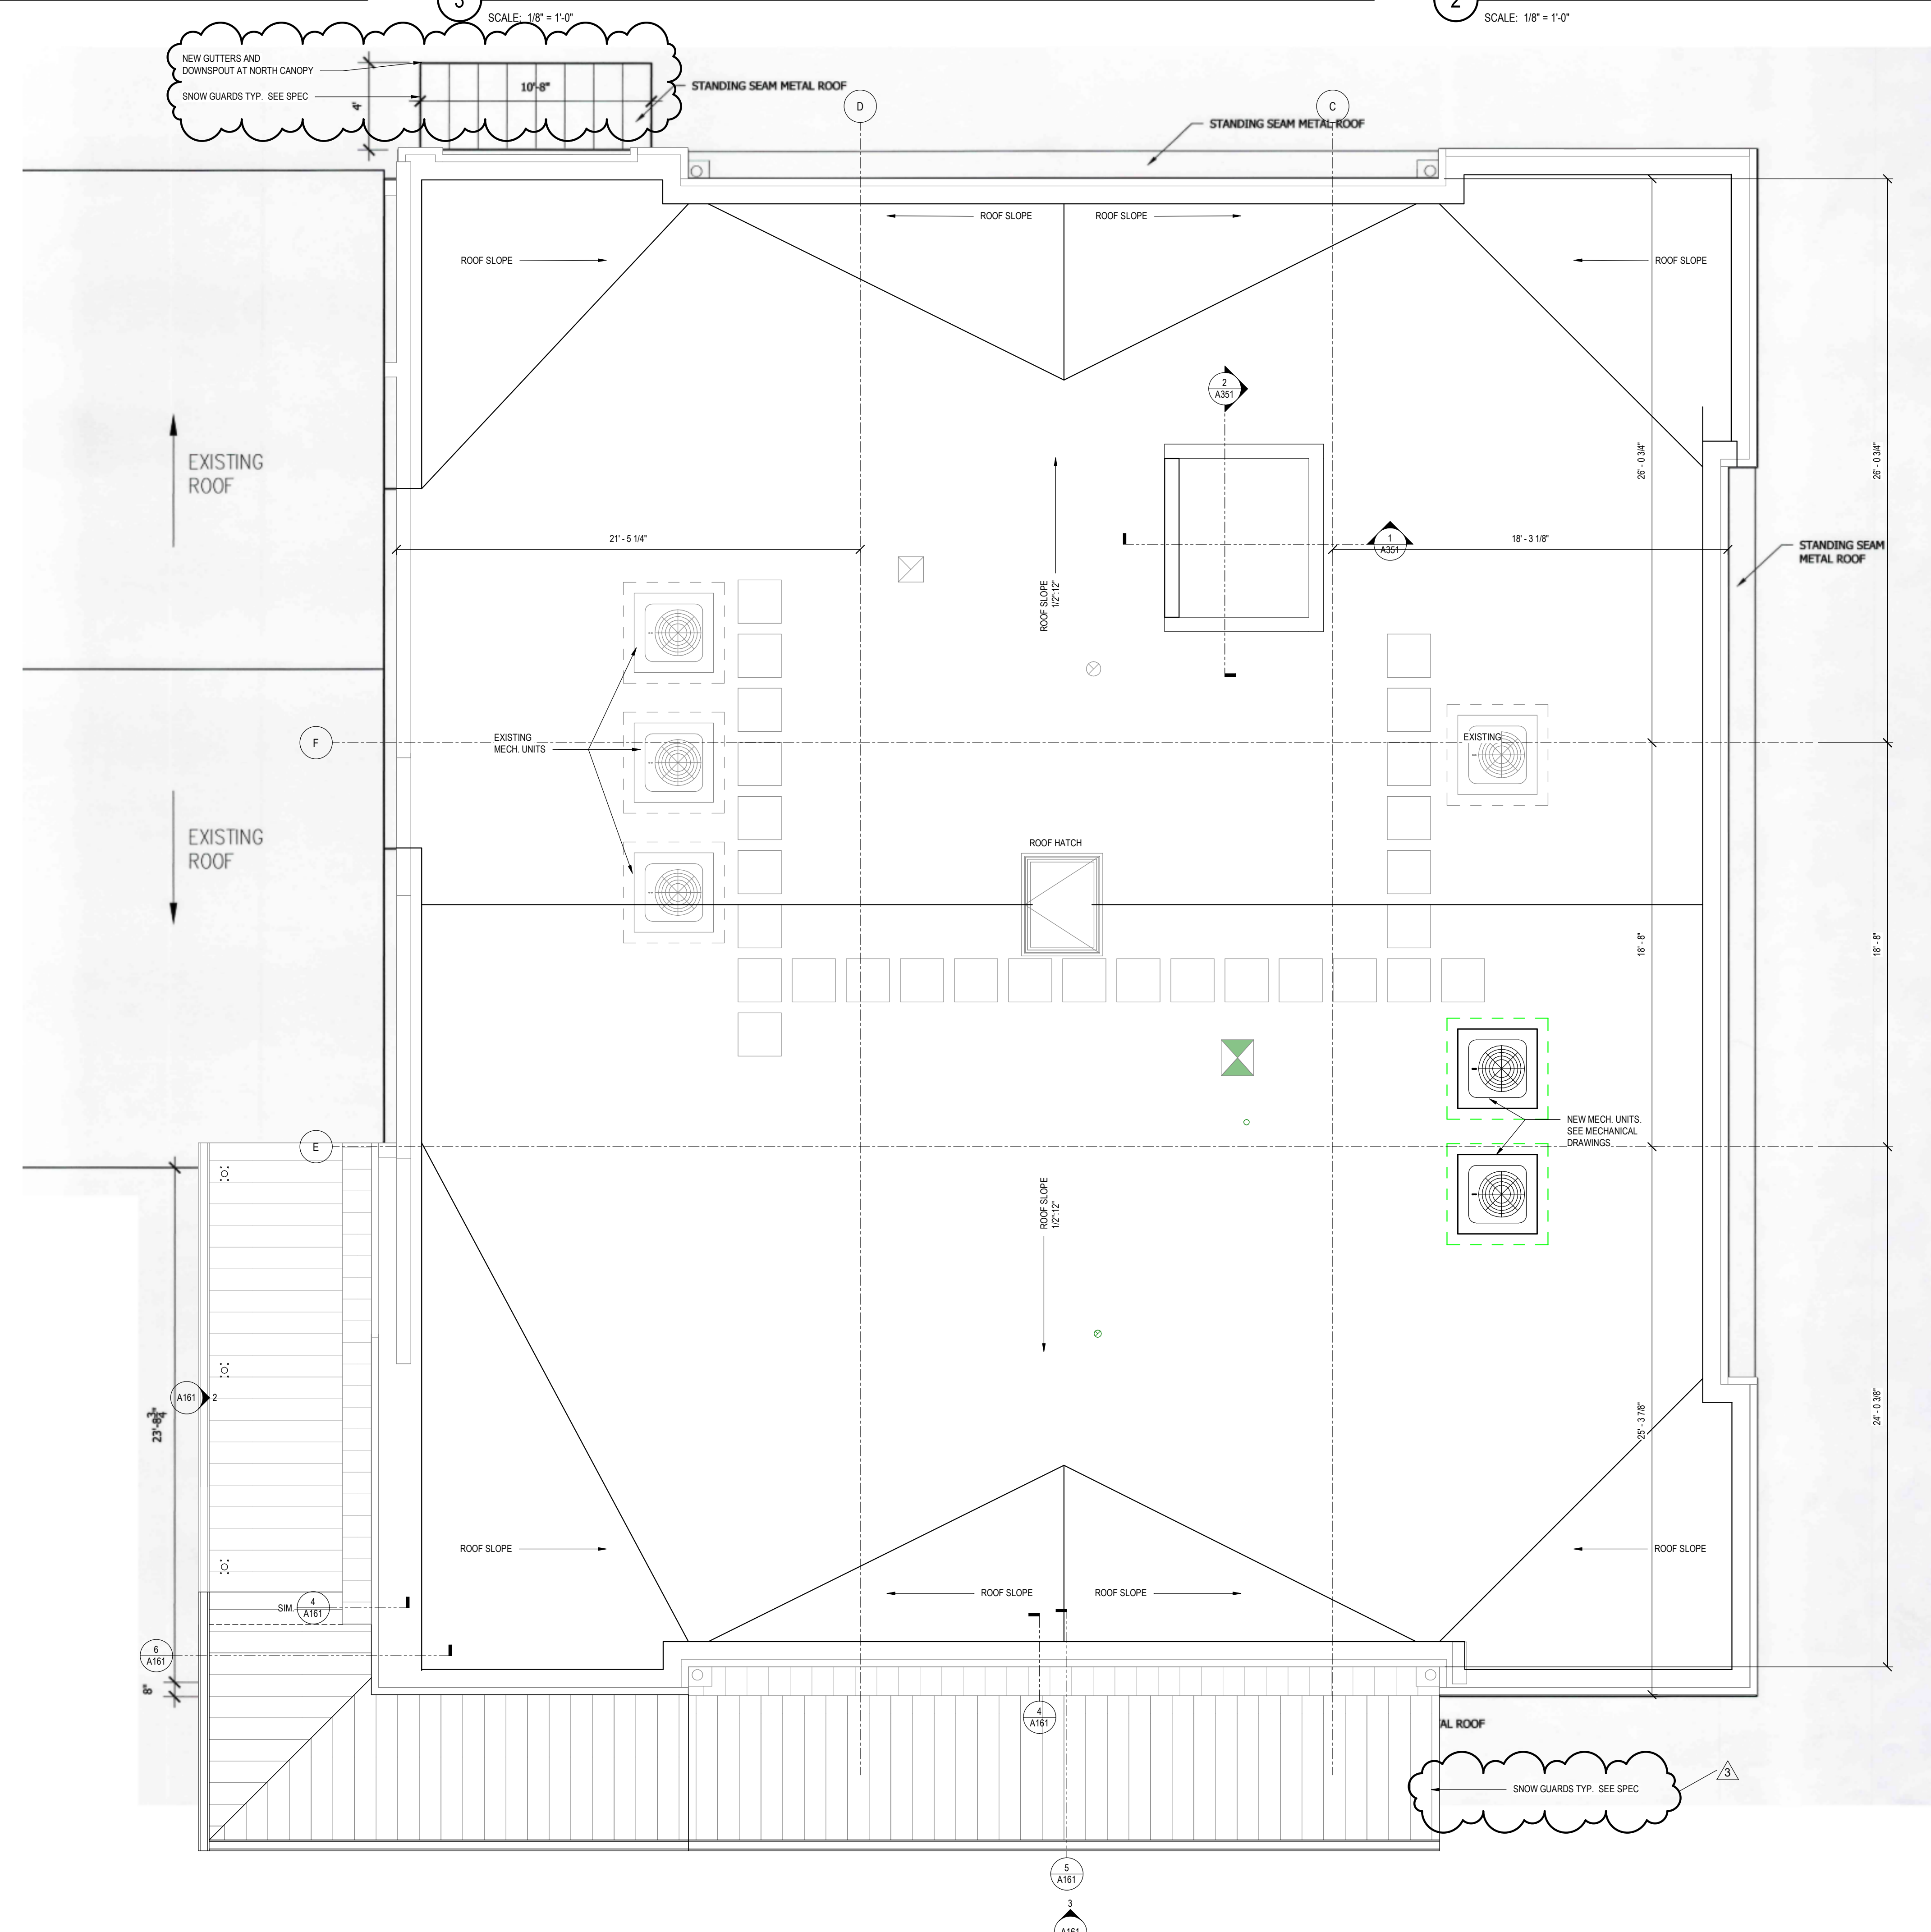 3
SCALE: 1/8" = 1'-0"
2
SCALE: 1/8" = 1'-0"
NEW GUTTERS AND
DOWNSPOUT AT NORTH CANOPY
SNOW GUARDS TYP. SEE SPEC
4'
10'-8"
STANDING SEAM METAL ROOF
D
C
STANDING SEAM METAL ROOF
ROOF SLOPE
ROOF SLOPE
ROOF SLOPE
ROOF SLOPE
2
A351
EXISTING
ROOF
26' - 0 3/4"
26' - 0 3/4"
21' - 5 1/4"
1
A351
18' - 3 1/8"
STANDING SEAM
METAL ROOF
ROOF SLOPE
1/2":12"
F
EXISTING
MECH. UNITS
EXISTING
EXISTING
ROOF
ROOF HATCH
18' - 8"
18' - 8"
NEW MECH. UNITS.
SEE MECHANICAL
DRAWINGS
E
ROOF SLOPE
1/2":12"
A161
2
23'-8 3/4"
25' - 3 7/8"
24' - 0 3/8"
ROOF SLOPE
ROOF SLOPE
ROOF SLOPE
ROOF SLOPE
SIM.
4
A161
6
A161
8"
4
A161
AL ROOF
3
SNOW GUARDS TYP. SEE SPEC
5
A161
3
A161